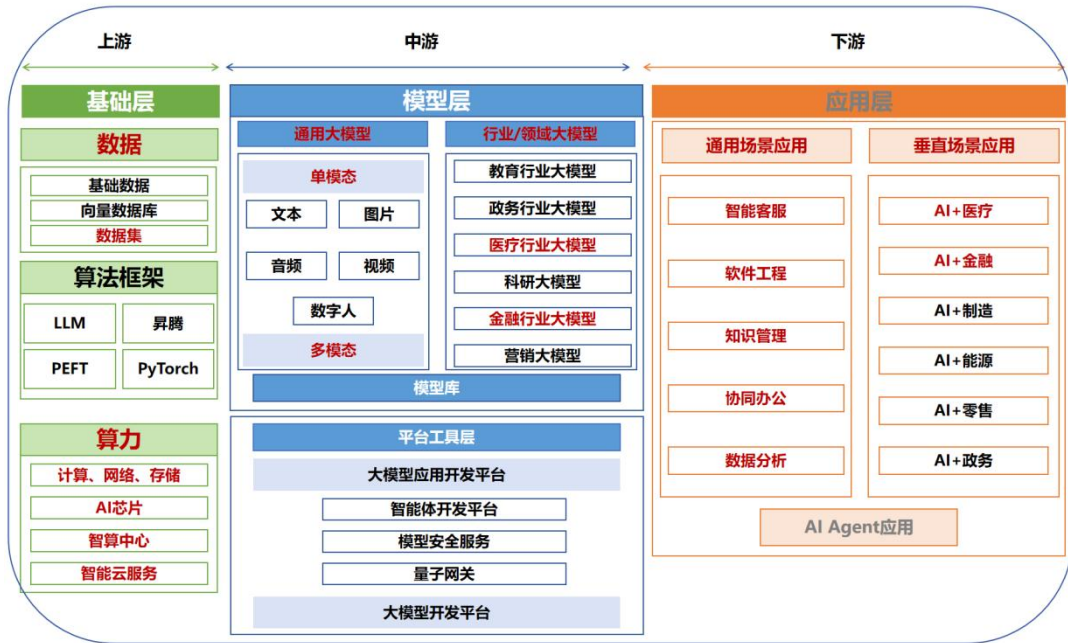 上游
中游
下游
基础层
数据
基础数据
向量数据库
数据集
算法框架
LLM
昇腾
PEFT
PyTorch
算力
计算、网络、存储
AI芯片
智算中心
智能云服务
模型层
通用大模型
单模态
文本
图片
音频
视频
数字人
多模态
行业/领域大模型
教育行业大模型
政务行业大模型
医疗行业大模型
科研大模型
金融行业大模型
营销大模型
模型库
平台工具层
大模型应用开发平台
智能体开发平台
模型安全服务
量子网关
大模型开发平台
应用层
通用场景应用
智能客服
软件工程
知识管理
协同办公
数据分析
垂直场景应用
AI+医疗
AI+金融
AI+制造
AI+能源
AI+零售
AI+政务
AI Agent应用